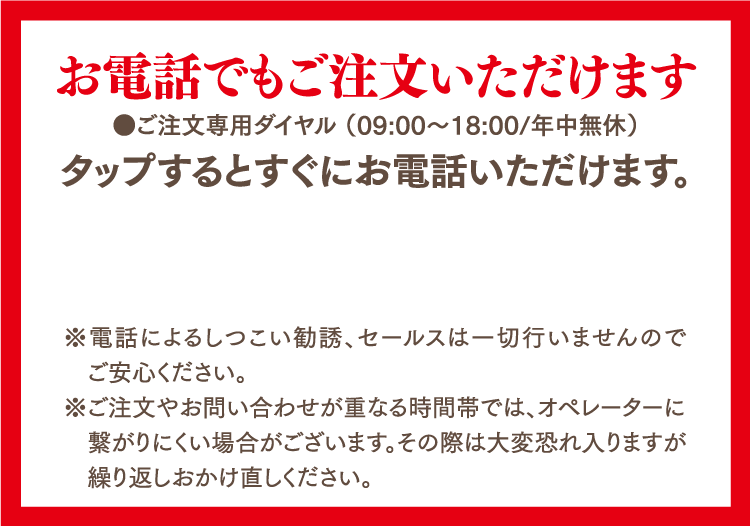 お電話でもご注文いただけます
●ご注文専用ダイヤル（09:00～18:00/年中無休）
タップするとすぐにお電話いただけます。
※電話によるしつこい勧誘、セールスは一切行いませんので
ご安心ください。
※ご注文やお問い合わせが重なる時間帯では、オペレーターに
繋がりにくい場合がございます。その際は大変恐れ入りますが
繰り返しおかけ直しください。